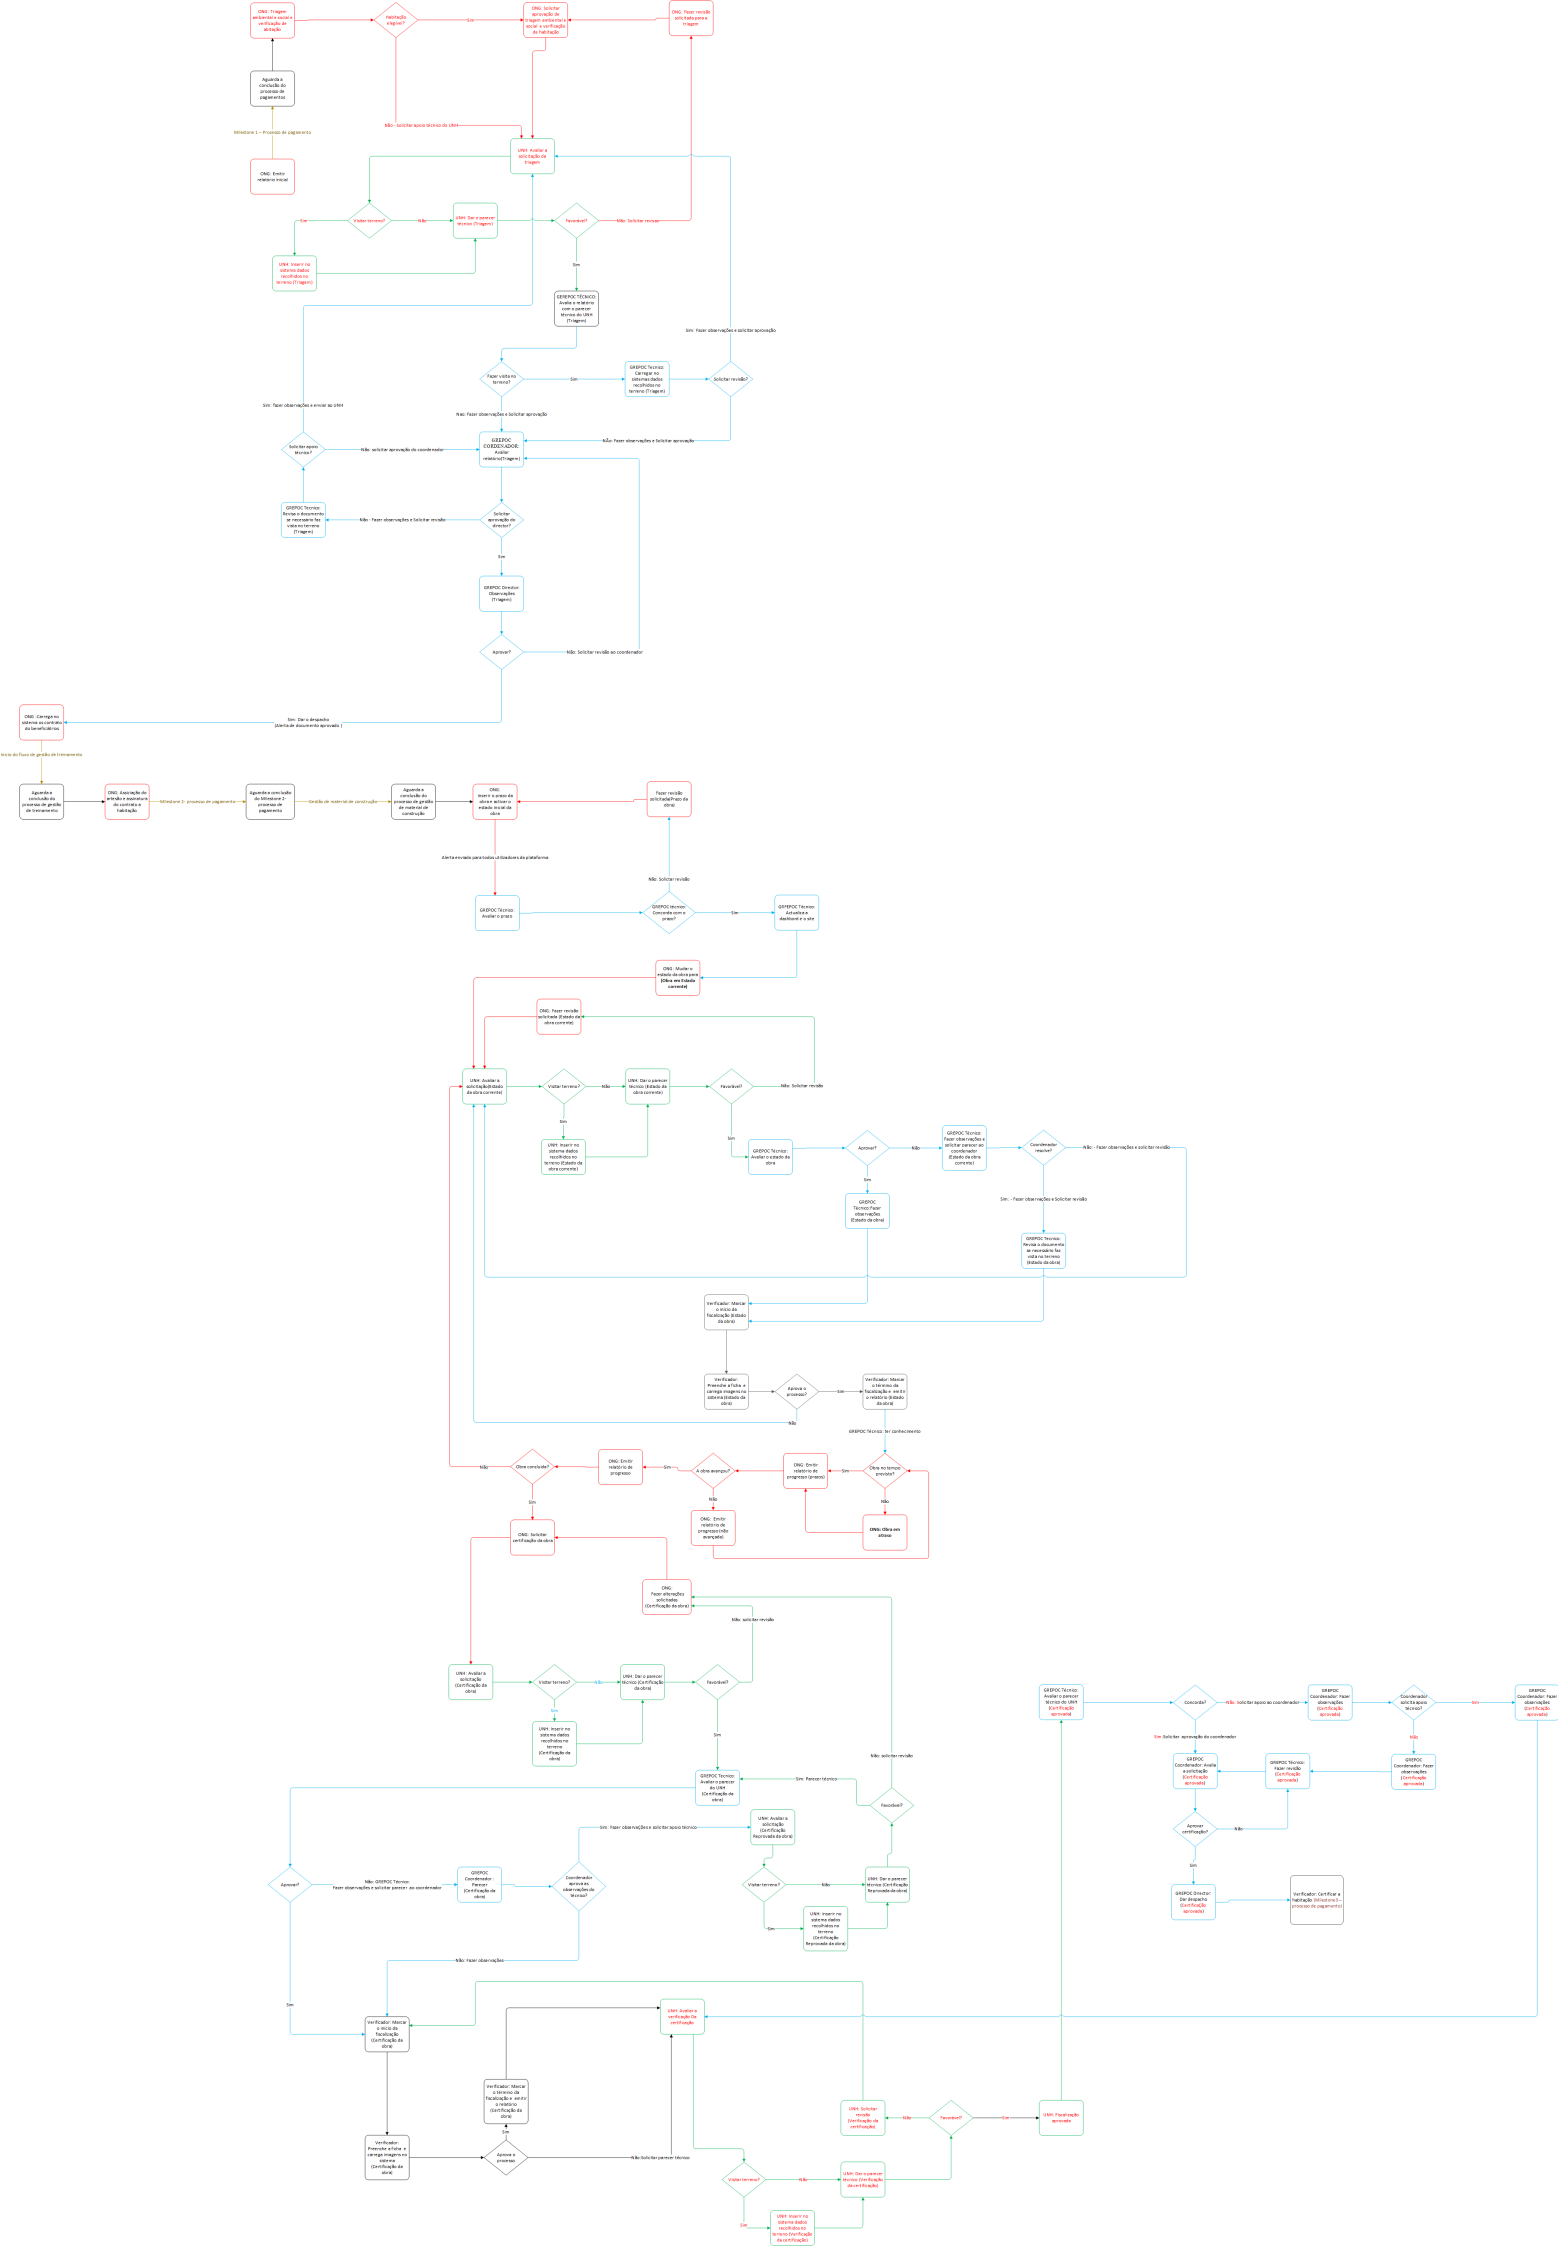 ONG: Triagem
ambiental e social e
verificação de
abitação
Habitação
elegível?
Sim
ONG: Solicitar
aprovação da
triagem ambiental e
social e verificação
da habitação
ONG: Fazer revisão
solicitada para a
triagem
Aguarda a
conclusão do
processo de
pagamentos
Milestone 1 – Processo de pagamento
Não - Solicitar apoio técnico do UNH
UNH: Avaliar a
solicitação da
triagem
ONG: Emitir
relatório inicial
Sim
Visitar terreno?
Não
UNH: Dar o parecer
técnico (Triagem)
Favorável?
Não: Solicitar revisao
UNH: Inserir no
sistema dados
recolhidos no
terreno (Triagem)
Sim
GEREPOC TÉCNICO:
Avalia o relatório
com o parecer
técnico do UNH
(Triagem)
Sim: Fazer observações e solicitar aprovação
Fazer visita no
terreno?
Sim
GREPOC Tecnico:
Carregar no
sistemas dados
recolhidos no
terreno (Triagem)
Solicitar revisão?
Sim: fazer observações e enviar ao UNH
Nao: Fazer observações e Solicitar aprovação
Solicitar apoio
técnico?
Não: solicitar aprovação do coordenador
GREPOC
CORDENADOR:
Avaliar
relatório(Triagem)
NÃo: Fazer observações e Solicitar aprovação
GREPOC Tecnico:
Revisa o documento
se necessário faz
vista no terreno
(Triagem)
Não - Fazer observações e Solicitar revisão
Solicitar
aprovação do
director?
Sim
GREPOC Director:
Observações
(Triagem)
Aprovar?
Não: Solicitar revisão ao coordenador
ONG .Carrega no
sistema os contrato
do beneficiários
Sim: Dar o despacho
(Alerta de documento aprovado )
Inicio do fluxo de gestão de treinamento
Aguarda a
conclusão do
processo de gestão
de treinamento
ONG: Assiciação do
artesão e assinatura
do contrato a
habitação
Milestone 2- processo de pagamento
Aguarda a conclusão
do Milestone 2-
processo de
pagamento
Gestão de material de construção
Aguarda a
conclusão do
processo de gestão
de material de
construção
ONG:
Inserir o prazo da
obra e activar o
estado inicial da
obra
Fazer revisão
solicitada(Prazo da
obra)
Alerta enviado para todos utilizadores da plataforma
Não: Solicitar revisão
GREPOC Técnico:
Avaliar o prazo
GREPOC técnico:
Concorda com o
prazo?
Sim
GRFEPOC Técnico:
Actualiza a
dashbord e o site
ONG: Mudar o
estado da obra para
(Obra em Estado
corrente)
ONG: Fazer revisão
solicitada (Estado da
obra corrente)
UNH: Avaliar a
solicitação(Estado
da obra corrente)
Visitar terreno?
Não
UNH: Dar o parecer
técnico (Estado da
obra corrente)
Favorável?
Não: Solicitar revisão
Sim
UNH: Inserir no
sistema dados
recolhidos no
terreno (Estado da
obra corrente)
Sim
GREPOC Técnico:
Avaliar o estado da
obra
Aprovar?
Não
GREPOC Técnico:
Fazer observações e
solicitar parecer ao
coordenador
(Estado da obra
corrente)
Coordenador
resolve?
Não: - Fazer observações e solicitar revisão
Sim
GREPOC
Técnico:Fazer
observações
(Estado da obra)
Sim: - Fazer observações e Solicitar revisão
GREPOC Tecnico:
Revisa o documento
se necessário faz
vista no terreno
(Estado da obra)
Verificador: Marcar
o inicio da
fiscalização (Estado
da obra)
Verificador:
Preenche a ficha e
carrega imagens no
sistema (Estado da
obra)
Aprova o
processo?
Sim
Verificador: Marcar
o término da
fiscalização e emitir
o relatório (Estado
da obra)
Não
GREPOC Técnico: ter conhecimento
Não
Obra concluída?
ONG: Emitir
relatório de
progresso
Sim
A obra avançou?
ONG: Emitir
relatório de
progresso (prazos)
Sim
Obra no tempo
previsto?
Sim
Não
Não
ONG: Solicitar
certificação da obra
ONG: Emitir
relatório de
progresso (não
avançada)
ONG: Obra em
atraso
ONG:
Fazer alterações
solicitadas
(Certificação da obra)
Não: solicitar revisão
UNH: Avaliar a
solicitação
(Certificação da
obra)
Visitar terreno?
Não
UNH: Dar o parecer
técnico (Certificação
da obra)
Favorável?
Sim
UNH: Inserir no
sistema dados
recolhidos no
terreno
(Certificação da
obra)
Sim
Não: solicitar revisão
GREPOC Técnico:
Avaliar o parecer
do UNH
(Certificação da
obra)
Sim: Parecer técnico
Favorável?
GREPOC Técnico:
Avaliar o parecer
técnico do UNH
(Certificação
aprovada)
Concorda?
Não: Solicitar apoio ao coordenador
GREPOC
Coordenador: Fazer
observações
(Certificação
aprovada)
Coordenador
solicita apoio
técnico?
Sim
GREPOC
Coordenador: Fazer
observações
(Certificação
aprovada)
Sim:Solicitar aprovação do coordenador
Não
GREPOC
Coordenador: Avalia
a solicitação
(Certificação
aprovada)
GREPOC Técnico:
Fazer revisão
(Certificação
aprovada)
GREPOC
Coordenador: Fazer
observações
(Certificação
aprovada)
Aprovar
certificação?
Não
Sim
GREPOC Director:
Dar despacho
(Certificação
aprovada)
Verificador: Certificar a
habitação (Milestone3 –
processo de pagamento)
Sim: Fazer observações e solicitar apoio técnico
UNH: Avaliar a
solicitação
(Certificação
Reprovada da obra)
Aprovar?
Não: GREPOC Técnico:
Fazer observações e solicitar parecer ao coordenador
GREPOC
Coordenador :
Parecer
(Certificação da
obra)
Coordenador
aprova as
observações do
técnico?
Visitar terreno?
Não
UNH: Dar o parecer
técnico (Certificação
Reprovada da obra)
Sim
UNH: Inserir no
sistema dados
recolhidos no
terreno
(Certificação
Reprovada da obra)
Não: Fazer observações
Sim
Verificador: Marcar
o inicio da
fiscalização
(Certificação da
obra)
UNH: Avaliar a
verificação Da
certificação
Verificador: Marcar
o término da
fiscalização e emitir
o relatório
(Certificação da
obra)
Sim
UNH: Solicitar
revisão
(Verificação da
certificação)
Não
Favorável?
Sim
UNH: Fiscalização
aprovada
Verificador:
Preenche a ficha e
carrega imagens no
sistema
(Certificação da
obra)
Aprova o
processo
Não:Solicitar parecer técnico
Visitar terreno?
Não
UNH: Dar o parecer
técnico (Verificação
da certificação)
Sim
UNH: Inserir no
sistema dados
recolhidos no
terreno (Verificação
da certificação)